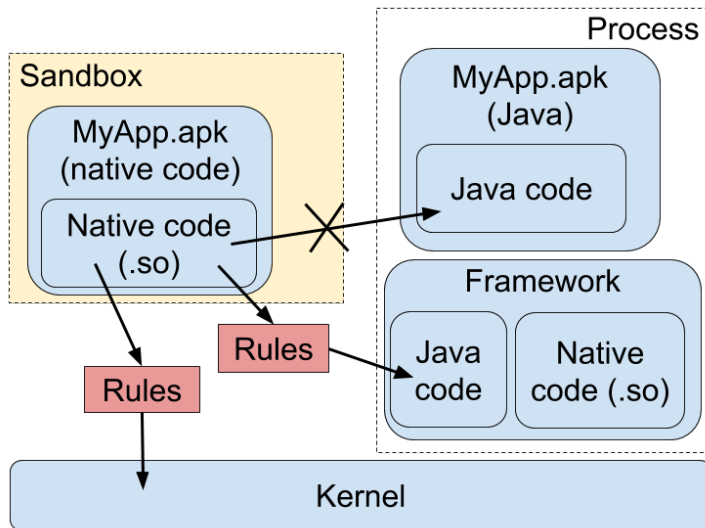 Process
Sandbox
MyApp.apk
(native code)
Native code
(.so)
MyApp.apk
(Java)
Java code
Framework
Java
code
Native
code (.so)
Rules
Rules
Kernel